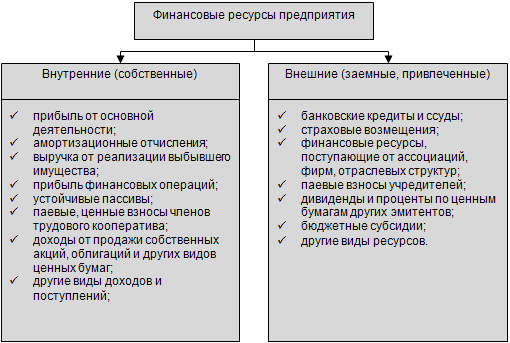 Финансовые ресурсы предприятия
Внутренние (собственные)
прибыль от основной
деятельности;
амортизационные отчисления;
выручка от реализации выбывшего
имущества;
прибыль финансовых операций;
устойчивые пассивы;
паевые, ценные взносы членов
трудового кооператива;
доходы от продажи собственных
акций, облигаций и других видов
ценных бумаг;
другие виды доходов и
поступлений;
Внешние (заемные, привлеченные)
банковские кредиты и ссуды;
страховые возмещения;
финансовые ресурсы,
поступающие от ассоциаций,
фирм, отраслевых структур;
паевые взносы учредителей;
дивиденды и проценты по ценным
бумагам других эмитентов;
бюджетные субсидии;
другие виды ресурсов.